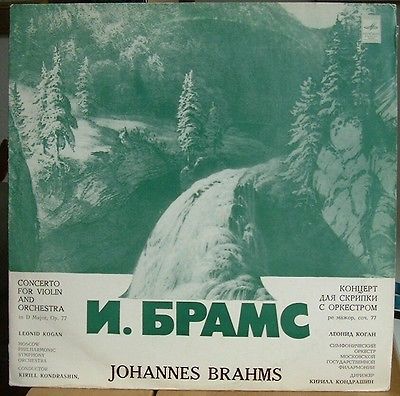 CONCERTO
FOR VIOLIN
AND
ORCHESTRA
in D Major, Op. 77
LEONID KOGAN
MOSCOW
PHILHARMONIC
SYMPHONY
ORCHESTRA
CONDUCTOR
KIRILL KONDRASHIN,
И. БРАМС
JOHANNES BRAHMS
КОНЦЕРТ
ДЛЯ СКРИПКИ
С ОРКЕСТРОМ
ре мажор, соч. 77
ЛЕОНИД КОГАН
СИМФОНИЧЕСКИЙ
ОРКЕСТР
МОСКОВСКОЙ
ГОСУДАРСТВЕННОЙ
ФИЛАРМОНИИ
ДИРИЖЕР
КИРИЛЛ КОНДРАШИН